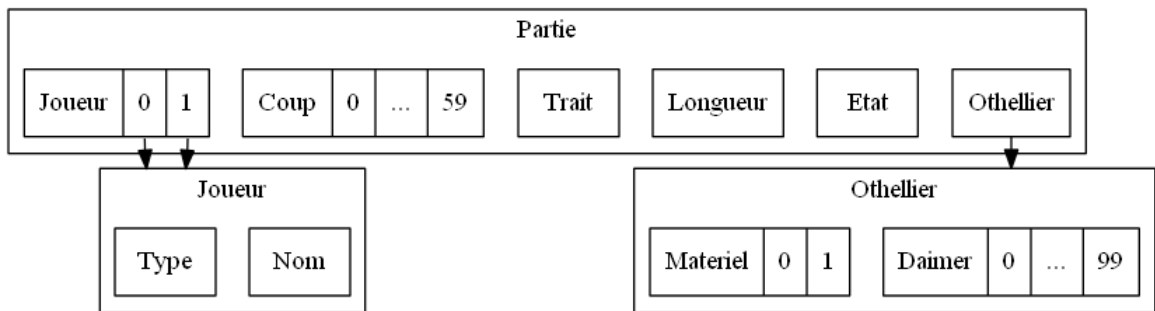 Partie
Joueur 0 1 Coup 0 ... 59 Trait Longueur Etat Othellier
Joueur Othellier
Type Nom Materiel 0 1 Daimer 0 ... 99